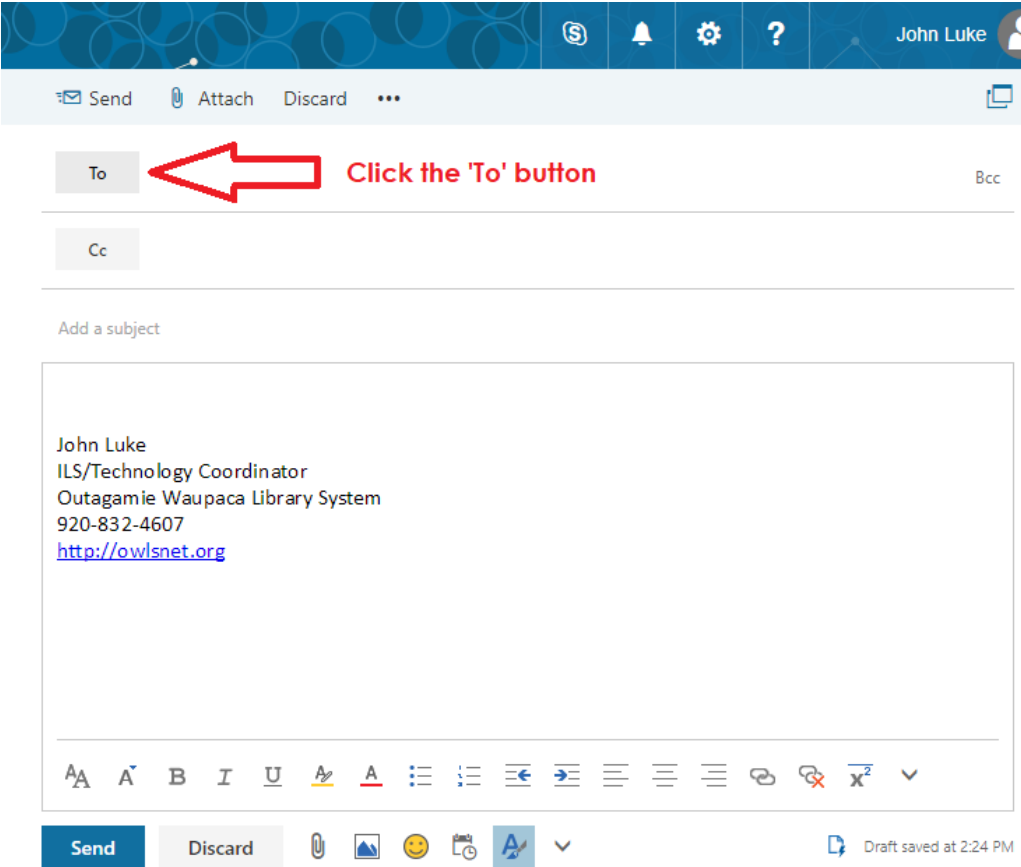 John Luke
Send Attach Discard •••
To Click the 'To' button Bcc
Cc
Add a subject
John Luke
ILS/Technology Coordinator
Outagamie Waupaca Library System
920-832-4607
http://owlsnet.org
Send Discard Draft saved at 2:24 PM